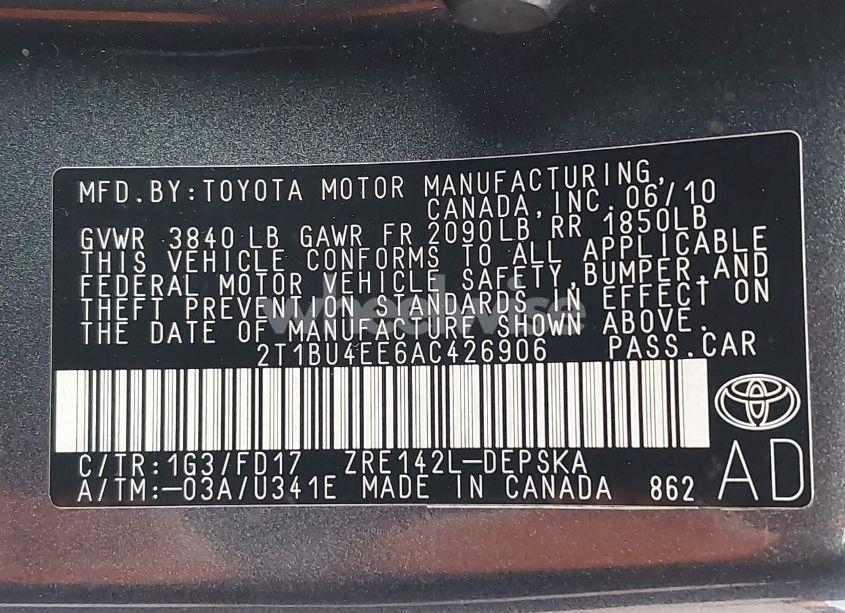 MFD.BY:TOYOTA MOTOR MANUFACTURING,
CANADA,INC.06/10
GVWR 3840 LB GAWR FR 2090LB RR 1850LB
THIS VEHICLE CONFORMS TO ALL APPLICABLE
FEDERAL MOTOR VEHICLE SAFETY,BUMPER,AND
THEFT PREVENTION STANDARDS IN EFFECT ON
THE DATE OF MANUFACTURE SHOWN ABOVE.
wheelwise
2T1BU4EE6AC426906 PASS.CAR
C/TR:1G3/FD17 ZRE142L-DEPSKA
A/TM:-03A/U341E MADE IN CANADA 862
AD